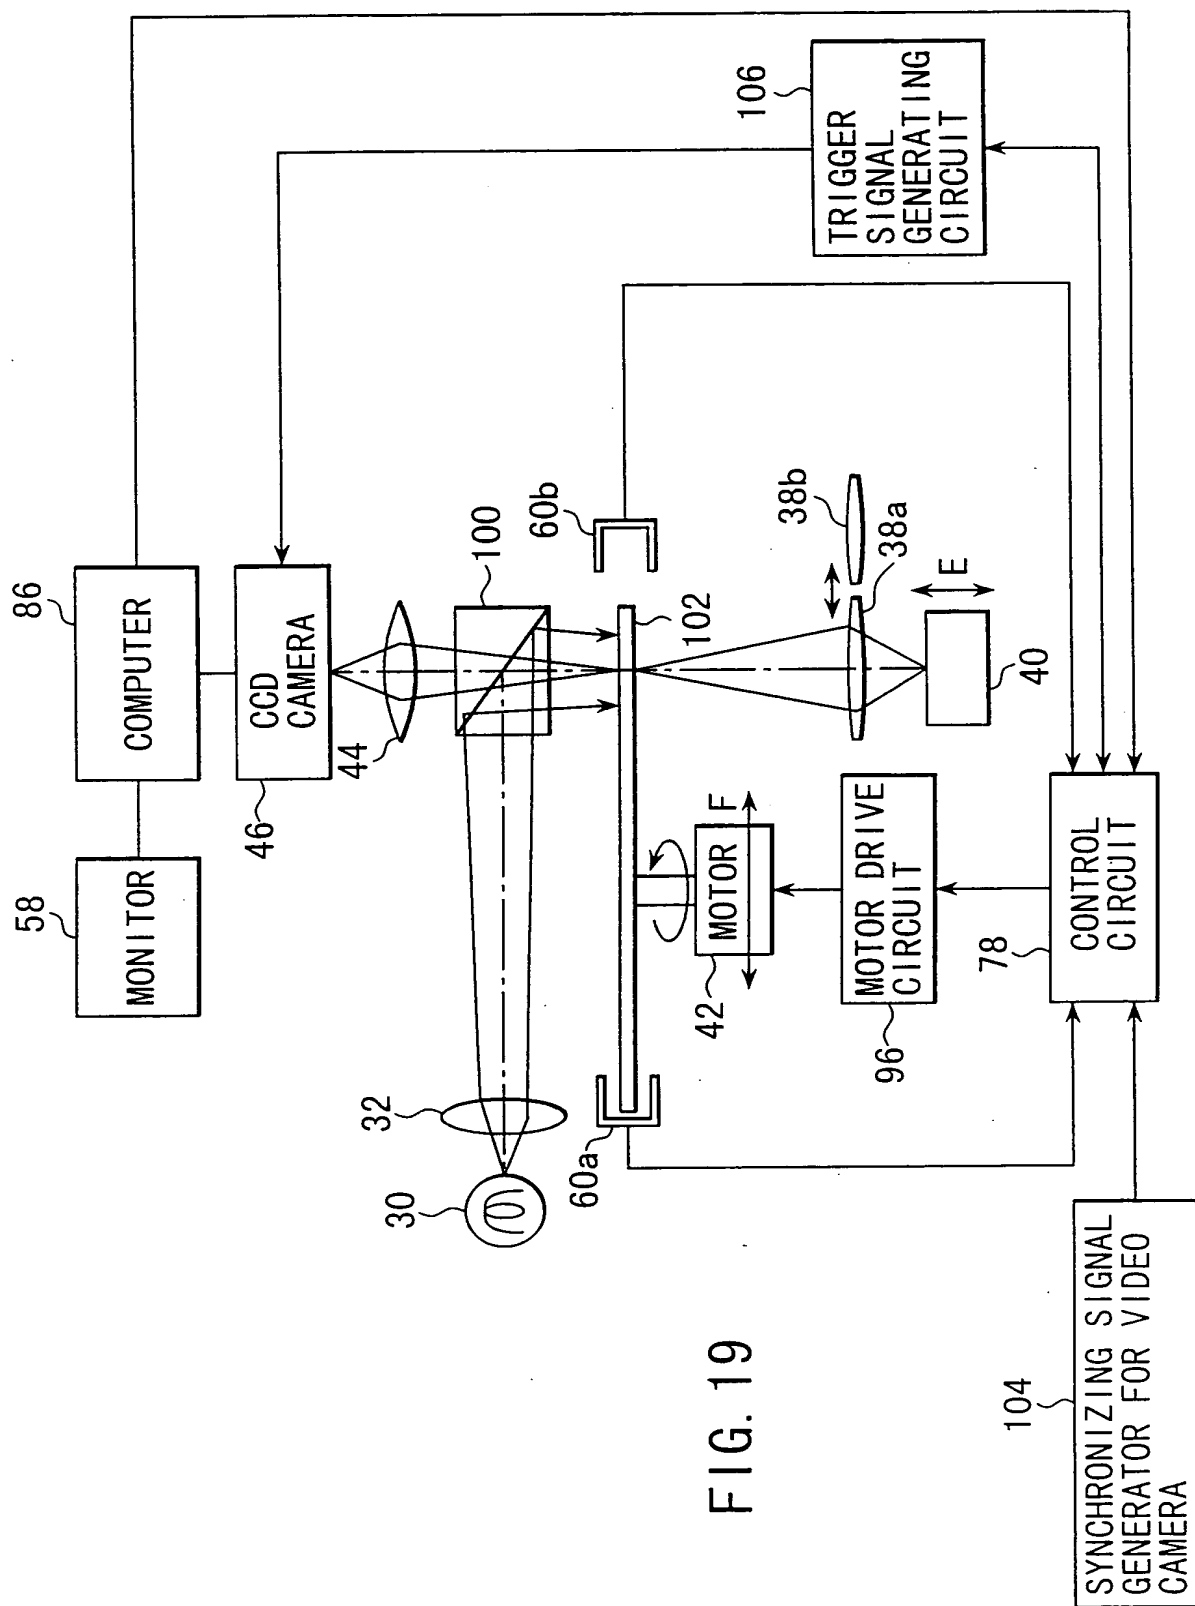 FIG. 19
58
MONITOR
86
COMPUTER
46
CCD
CAMERA
44
100
30
32
60a
60b
102
106
TRIGGER
SIGNAL
GENERATING
CIRCUIT
42
MOTOR
F
38b
38a
E
40
96
MOTOR DRIVE
CIRCUIT
78
CONTROL
CIRCUIT
104
SYNCHRONIZING SIGNAL
GENERATOR FOR VIDEO
CAMERA